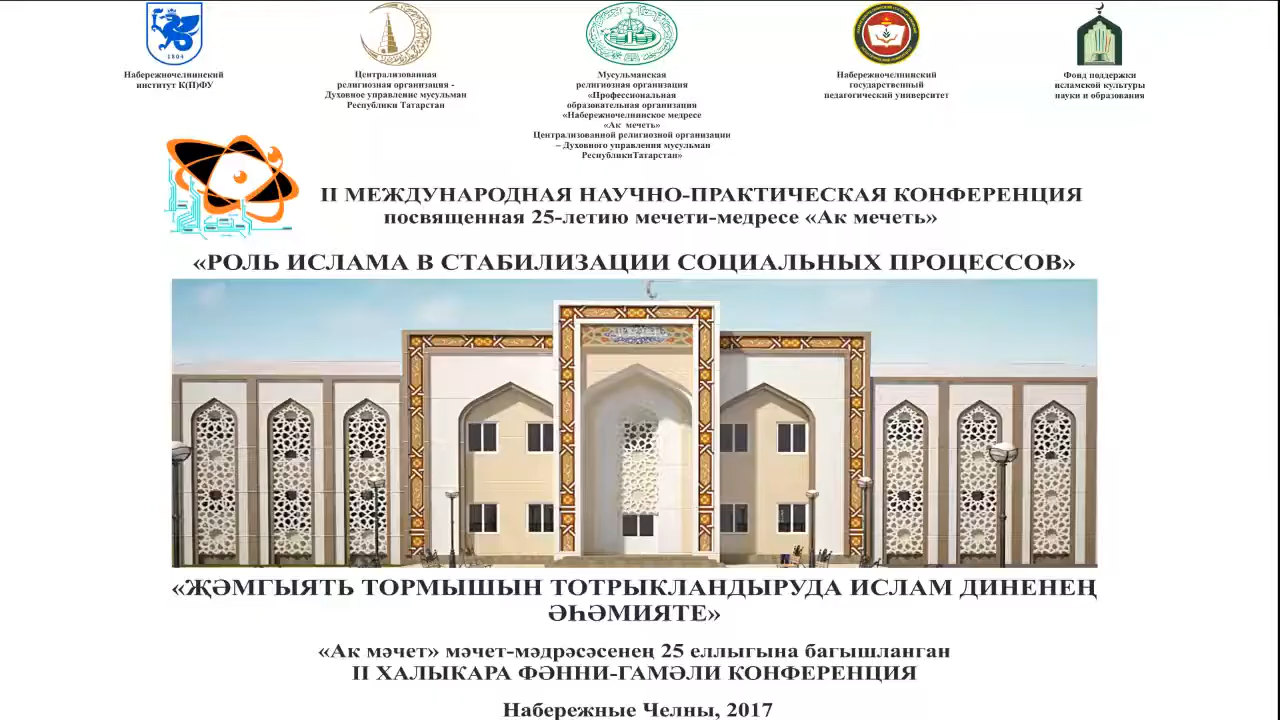 1804
Набережночелнинский
институт К(П)ФУ
Централизованная
религиозная организация -
Духовное управление мусульман
Республики Татарстан
Мусульманская
религиозная организация
«Профессиональная
образовательная организация
«Набережночелнинское медресе
«Ак мечеть»
Централизованной религиозной организации
– Духовного управления мусульман
РеспубликиТатарстан»
Набережночелнинский
государственный
педагогический университет
Фонд поддержки
исламской культуры
науки и образования
II МЕЖДУНАРОДНАЯ НАУЧНО-ПРАКТИЧЕСКАЯ КОНФЕРЕНЦИЯ
посвященная 25-летию мечети-медресе «Ак мечеть»
«РОЛЬ ИСЛАМА В СТАБИЛИЗАЦИИ СОЦИАЛЬНЫХ ПРОЦЕССОВ»
«ҖӘМГЫЯТЬ ТОРМЫШЫН ТОТРЫКЛАНДЫРУДА ИСЛАМ ДИНЕНЕҢ
ӘҺӘМИЯТЕ»
«Ак мәчет» мәчет-мәдрәсәсенең 25 еллыгына багышланган
II ХАЛЫКАРА ФӘННИ-ГАМӘЛИ КОНФЕРЕНЦИЯ
Набережные Челны, 2017